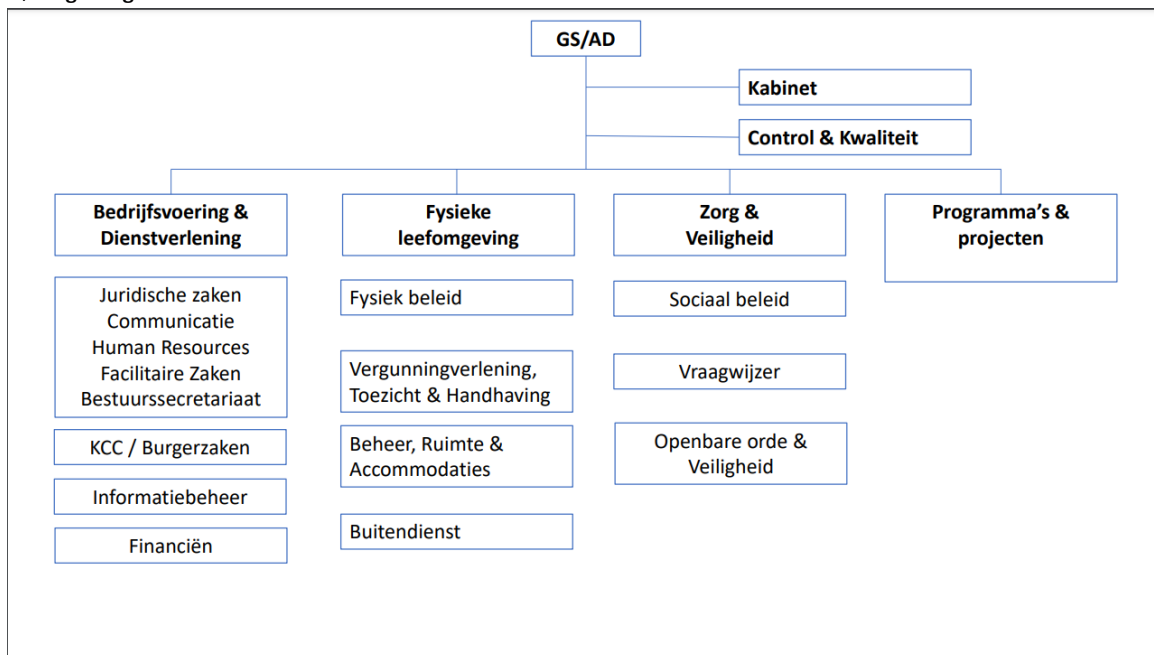 GS/AD
Kabinet
Control & Kwaliteit
Bedrijfsvoering &
Dienstverlening
Fysieke
leefomgeving
Zorg &
Veiligheid
Programma’s &
projecten
Juridische zaken
Communicatie
Human Resources
Facilitaire Zaken
Bestuurssecretariaat
KCC / Burgerzaken
Informatiebeheer
Financiën
Fysiek beleid
Vergunningverlening,
Toezicht & Handhaving
Beheer, Ruimte &
Accommodaties
Buitendienst
Sociaal beleid
Vraagwijzer
Openbare orde &
Veiligheid